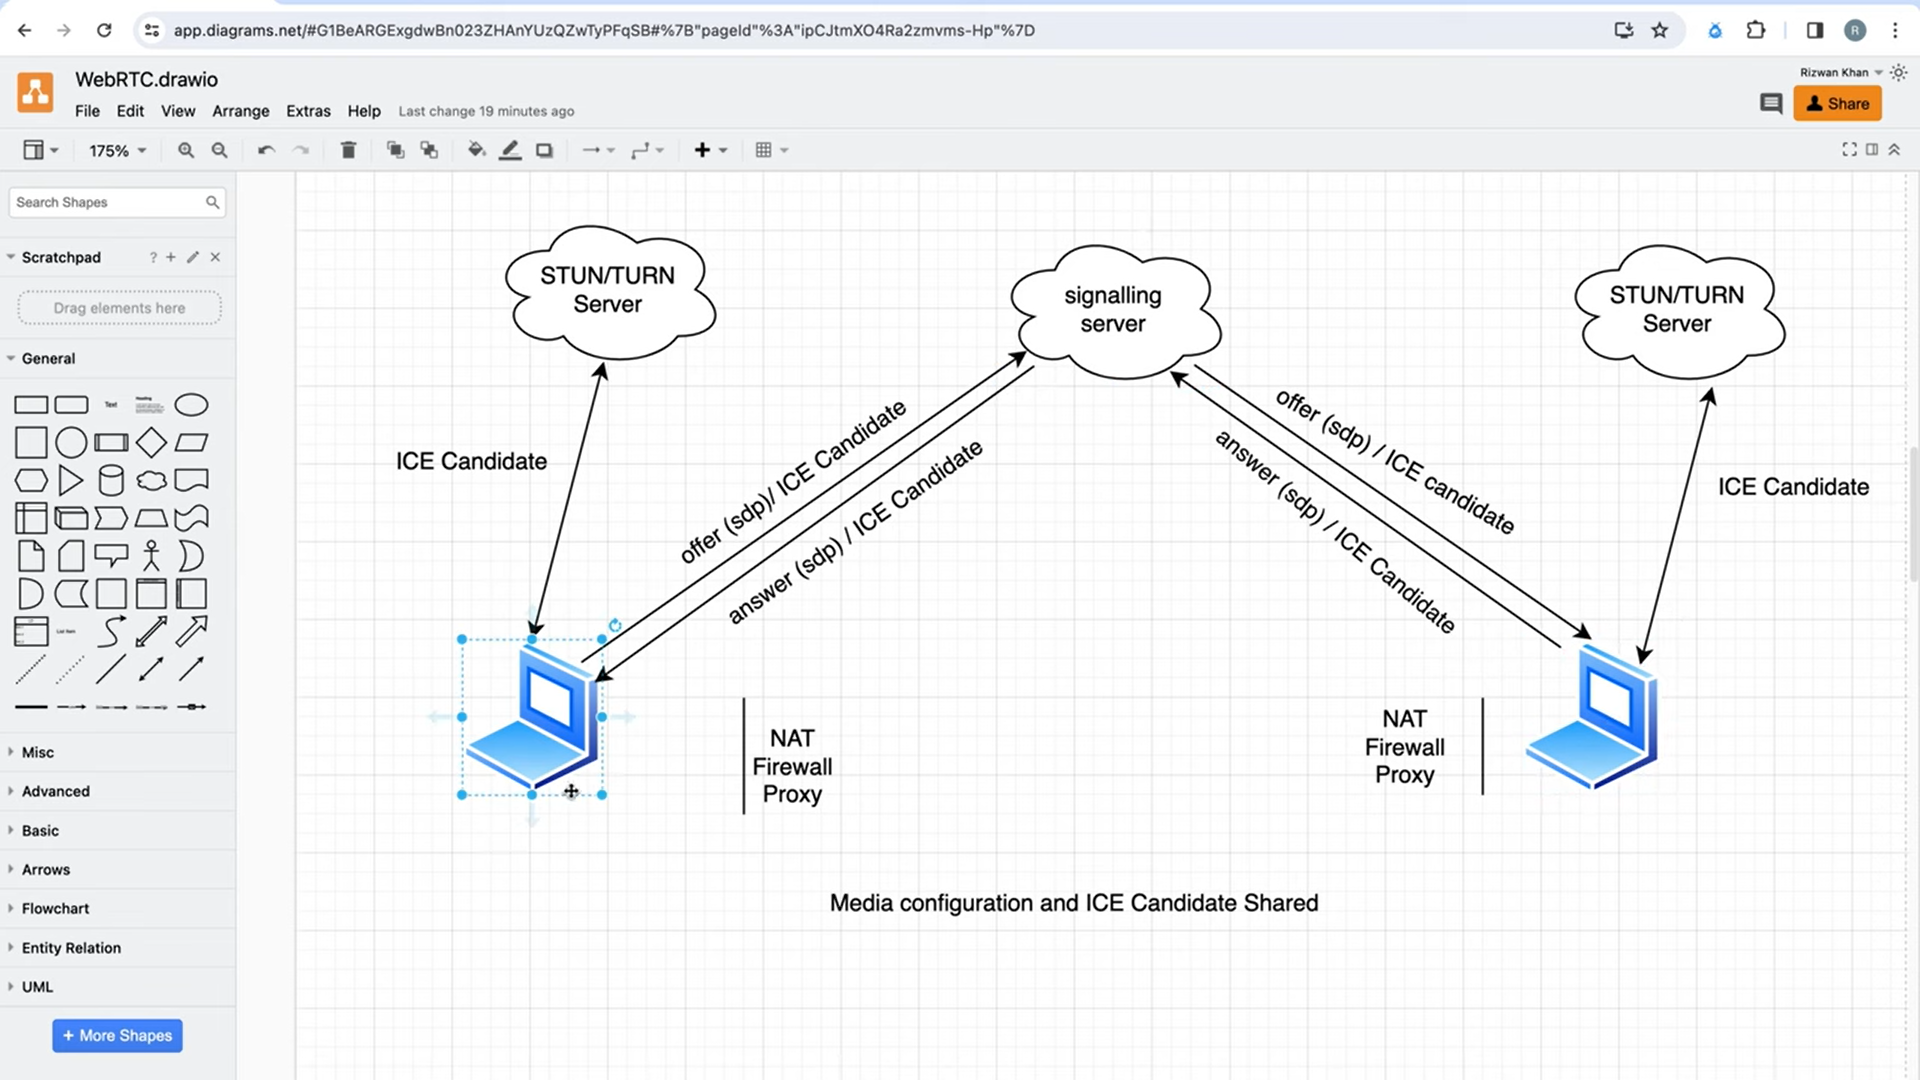 app.diagrams.net/#G1BeARGExgdwBn023ZHAnYUzQZwTyPFqSB#%7B"pageId"%3A"ipCJtmXO4Ra2zmvms-Hp"%7D
R
WebRTC.drawio
Rizwan Khan
File Edit View Arrange Extras Help Last change 19 minutes ago
Share
175%
Search Shapes
Scratchpad
?
Drag elements here
General
Text
Heading
List Item
Misc
Advanced
Basic
Arrows
Flowchart
Entity Relation
UML
+ More Shapes
STUN/TURN
Server
signalling
server
STUN/TURN
Server
ICE Candidate
offer (sdp)/ ICE Candidate
answer (sdp) / ICE Candidate
offer (sdp) / ICE candidate
answer (sdp) / ICE Candidate
ICE Candidate
NAT
Firewall
Proxy
NAT
Firewall
Proxy
Media configuration and ICE Candidate Shared